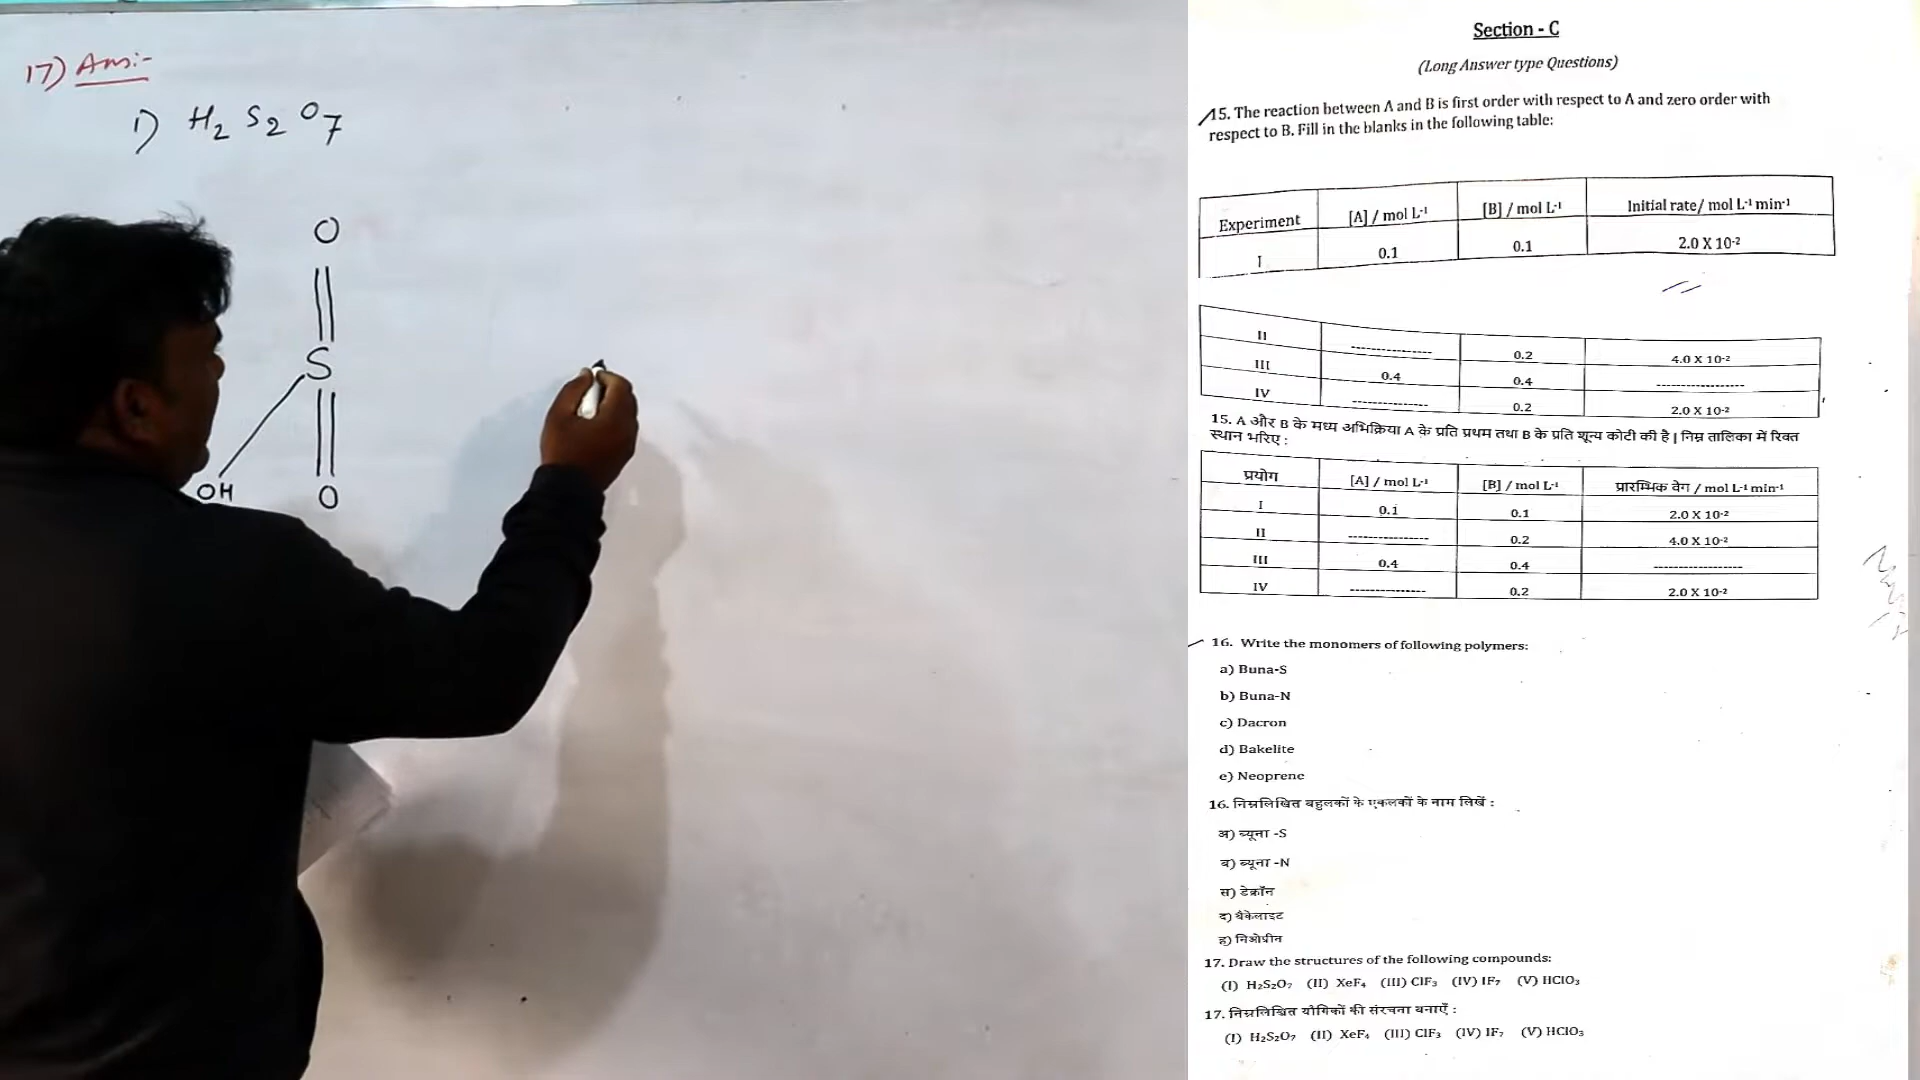 17) Ans:-
1) H₂S₂O₇
O
S
OH
O
Section - C
(Long Answer type Questions)
15. The reaction between A and B is first order with respect to A and zero order with
respect to B. Fill in the blanks in the following table:
Experiment [A] / mol L⁻¹ [B] / mol L⁻¹ Initial rate/ mol L⁻¹ min⁻¹
I 0.1 0.1 2.0 X 10⁻²
II --------------- 0.2 4.0 X 10⁻²
III 0.4 0.4 -----------------
IV --------------- 0.2 2.0 X 10⁻²
15. A और B के मध्य अभिक्रिया A के प्रति प्रथम तथा B के प्रति शून्य कोटी की है | निम्न तालिका में रिक्त
स्थान भरिए :
प्रयोग [A] / mol L⁻¹ [B] / mol L⁻¹ प्रारम्भिक वेग / mol L⁻¹ min⁻¹
I 0.1 0.1 2.0 X 10⁻²
II --------------- 0.2 4.0 X 10⁻²
III 0.4 0.4 -----------------
IV --------------- 0.2 2.0 X 10⁻²
16. Write the monomers of following polymers:
a) Buna-S
b) Buna-N
c) Dacron
d) Bakelite
e) Neoprene
16. निम्नलिखित बहुलकों के एकलकों के नाम लिखें :
अ) ब्यूना -S
ब) ब्यूना -N
स) डेक्रॉन
द) बैकेलाइट
ह) निओप्रीन
17. Draw the structures of the following compounds:
(I) H₂S₂O₇ (II) XeF₄ (III) ClF₃ (IV) IF₇ (V) HClO₃
17. निम्नलिखित यौगिकों की संरचना बनाएँ :
(I) H₂S₂O₇ (II) XeF₄ (III) ClF₃ (IV) IF₇ (V) HClO₃